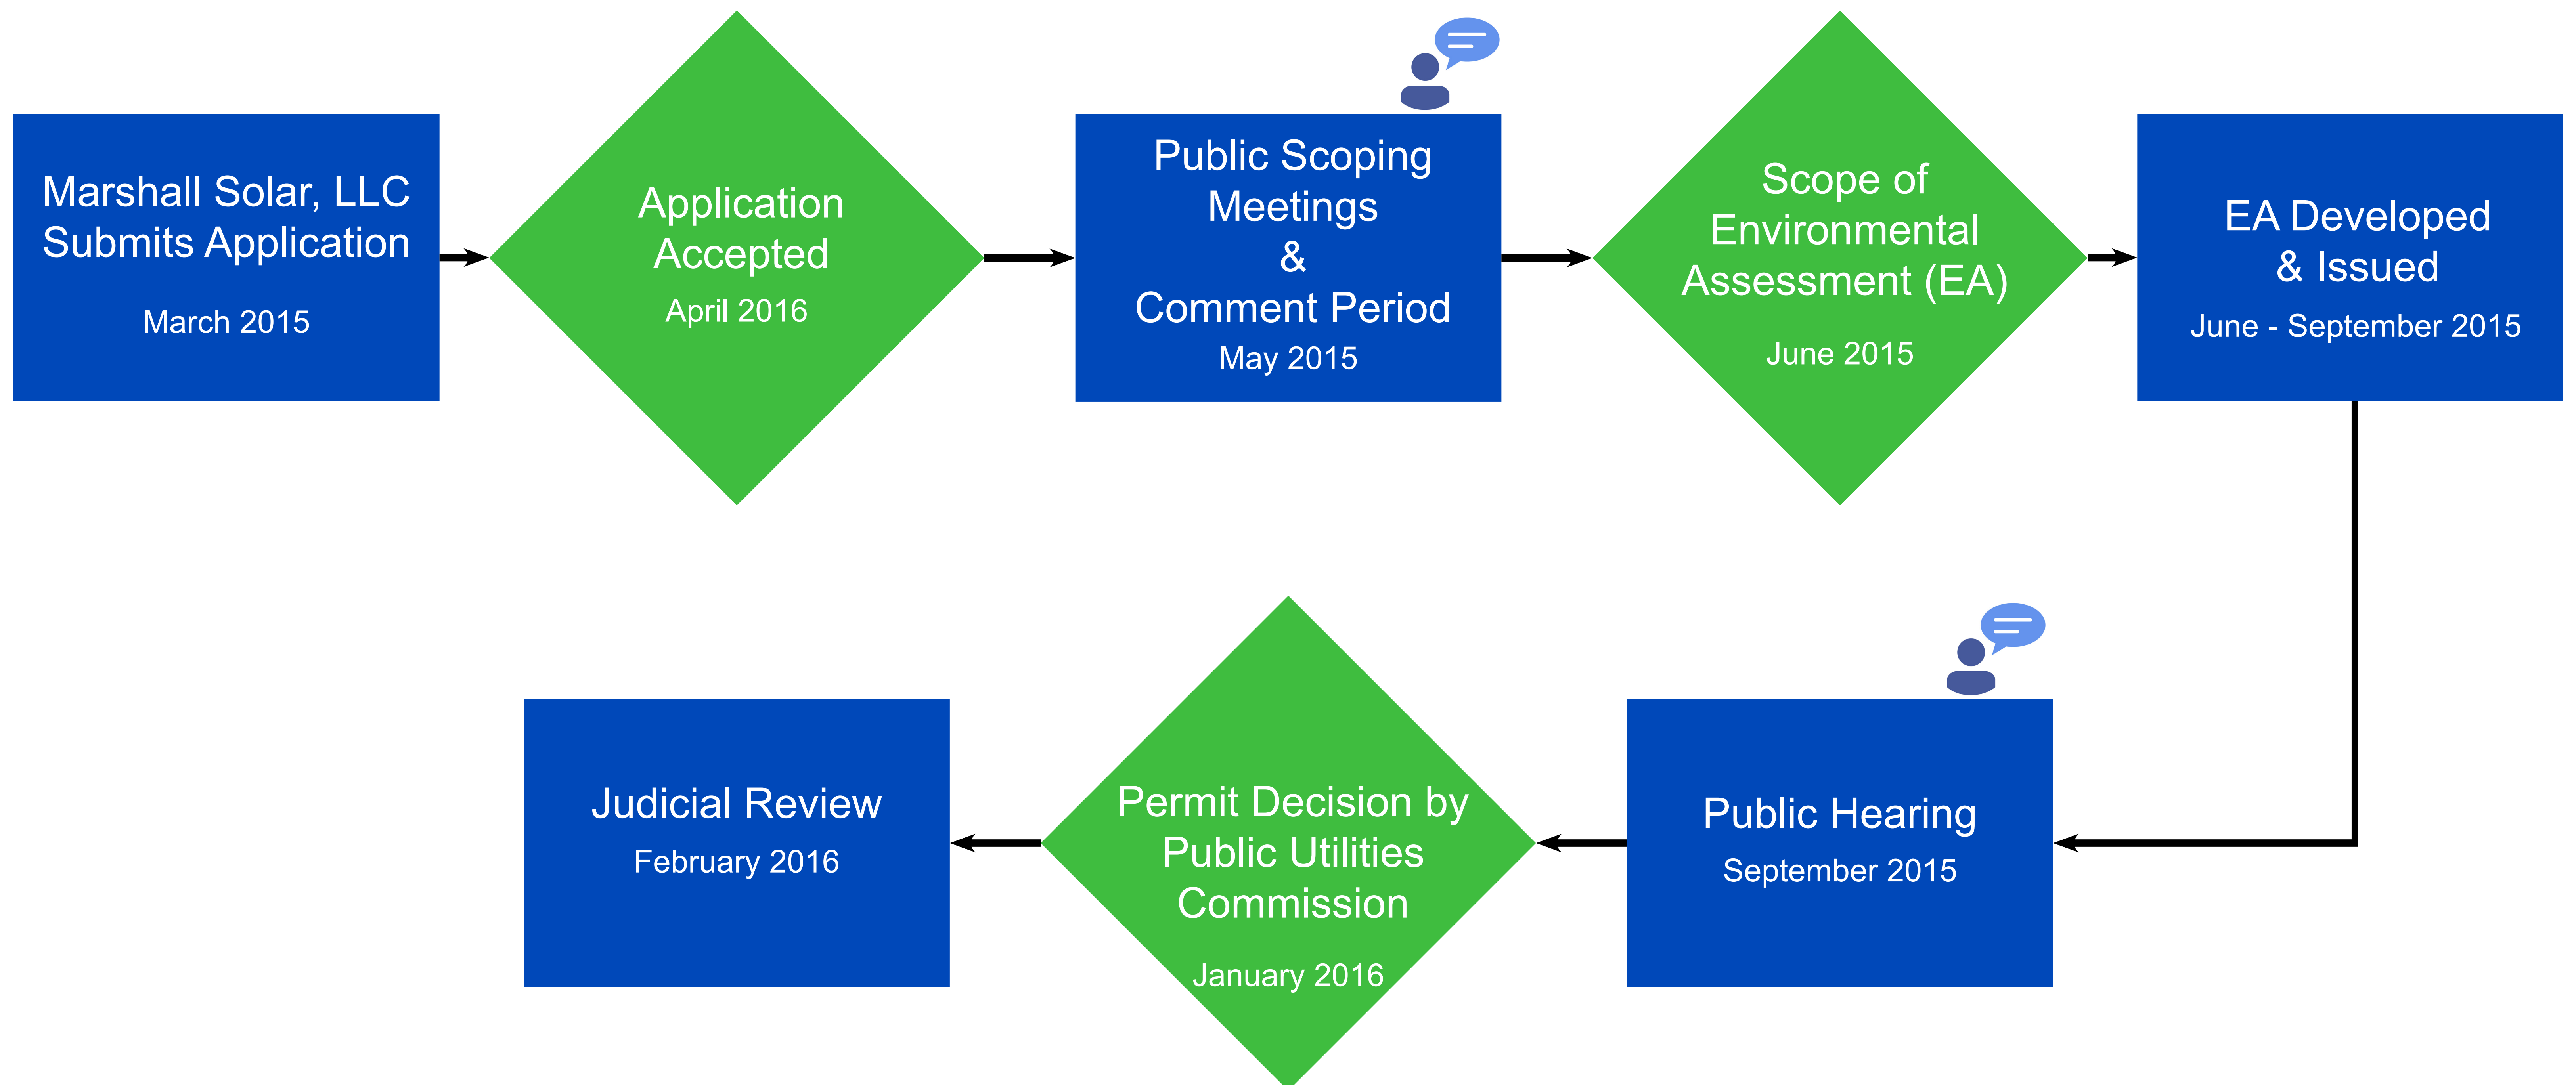 Marshall Solar, LLC
Submits Application
March 2015
Application
Accepted
April 2016
Public Scoping
Meetings
&
Comment Period
May 2015
Scope of
Environmental
Assessment (EA)
June 2015
EA Developed
& Issued
June - September 2015
Public Hearing
September 2015
Permit Decision by
Public Utilities
Commission
January 2016
Judicial Review
February 2016